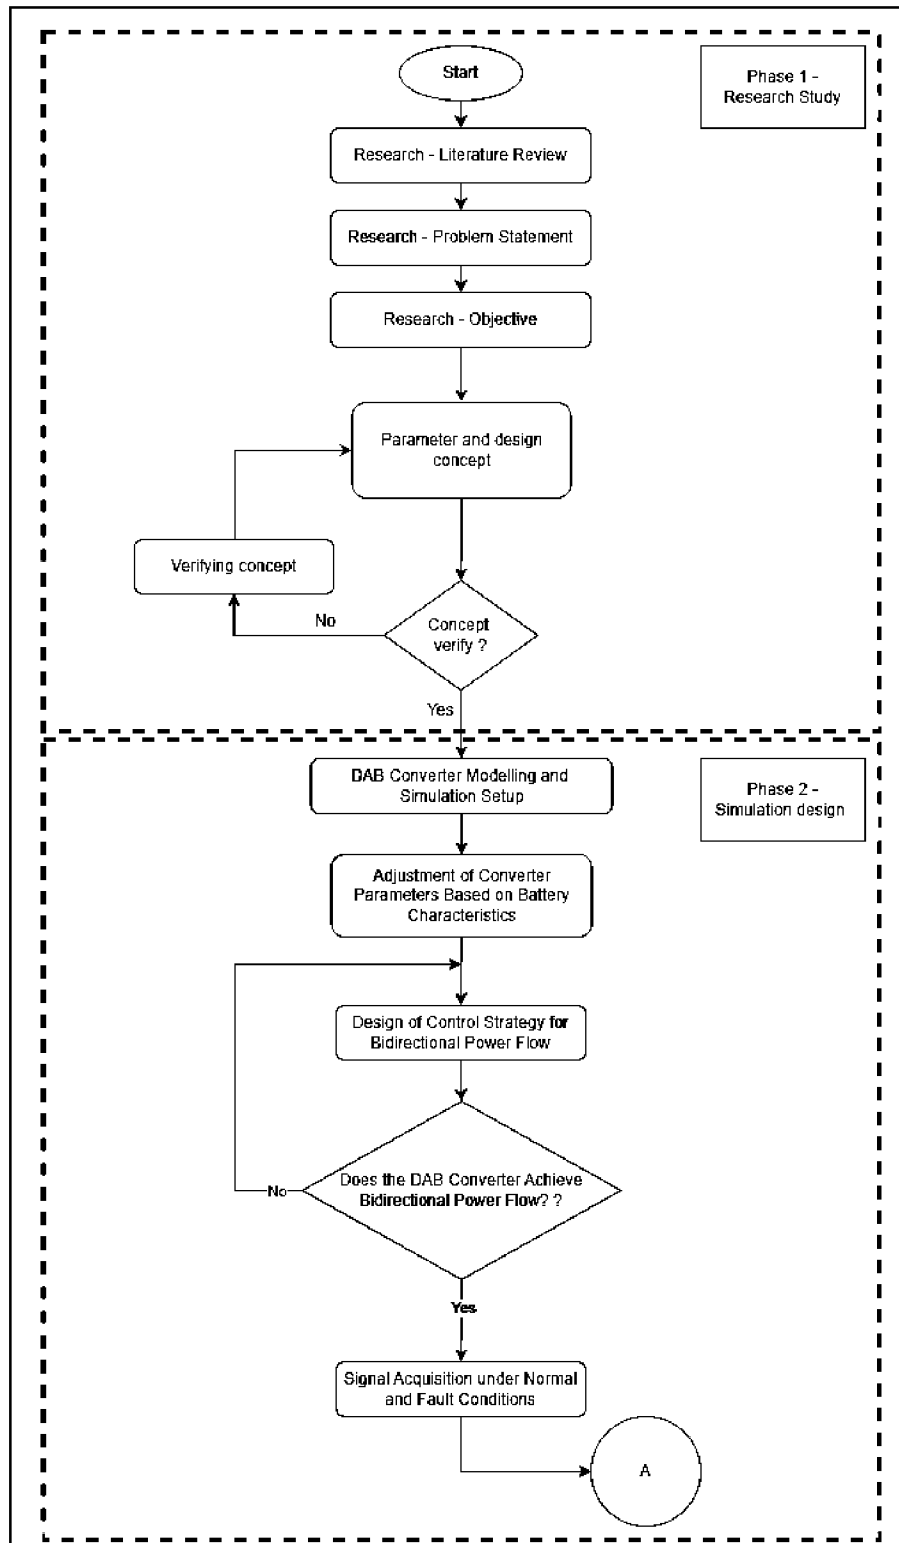 Start
Phase 1 -
Research Study
Research - Literature Review
Research - Problem Statement
Research - Objective
Parameter and design
concept
Verifying concept
No
Concept
verify ?
Yes
DAB Converter Modelling and
Simulation Setup
Phase 2 -
Simulation design
Adjustment of Converter
Parameters Based on Battery
Characteristics
Design of Control Strategy for
Bidirectional Power Flow
Does the DAB Converter Achieve
Bidirectional Power Flow? ?
No
Yes
Signal Acquisition under Normal
and Fault Conditions
A